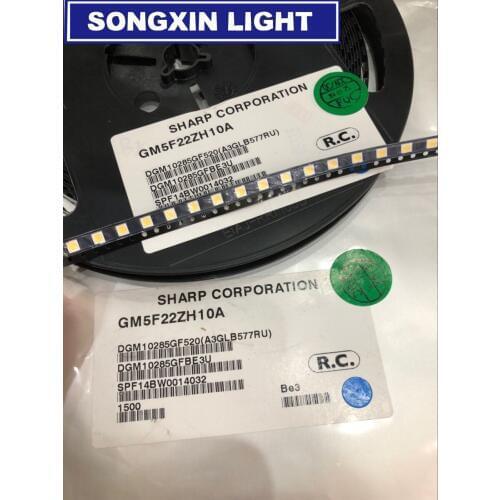 SONGXIN LIGHT
SHARP CORPORATION
GM5F22ZH10A
DGM10285GF520(A3GLB577RU)
DGM10285GFBE3U
SPF14BW0014032
R.C.
SHARP CORPORATION
GM5F22ZH10A
DGM10285GF520(A3GLB577RU)
DGM10285GFBE3U
SPF14BW0014032
1500
R.C.
Be3